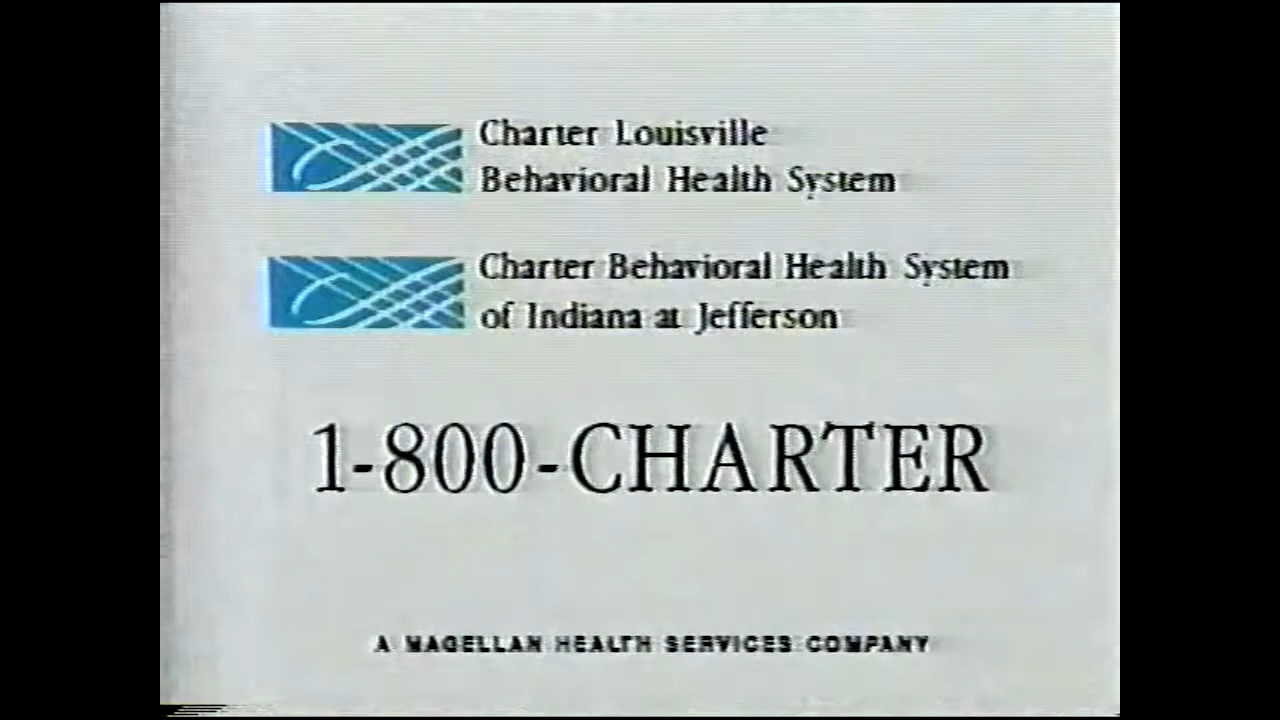 Charter Louisville
Behavioral Health System
Charter Behavioral Health System
of Indiana at Jefferson
1-800-CHARTER
A MAGELLAN HEALTH SERVICES COMPANY